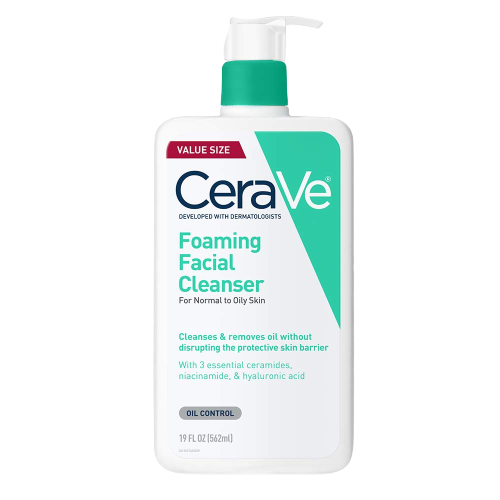 VALUE SIZE
CeraVe®
DEVELOPED WITH DERMATOLOGISTS
Foaming
Facial
Cleanser
For Normal to Oily Skin
Cleanses & removes oil without
disrupting the protective skin barrier
With 3 essential ceramides,
niacinamide, & hyaluronic acid
OIL CONTROL
19 FL OZ (562ml)